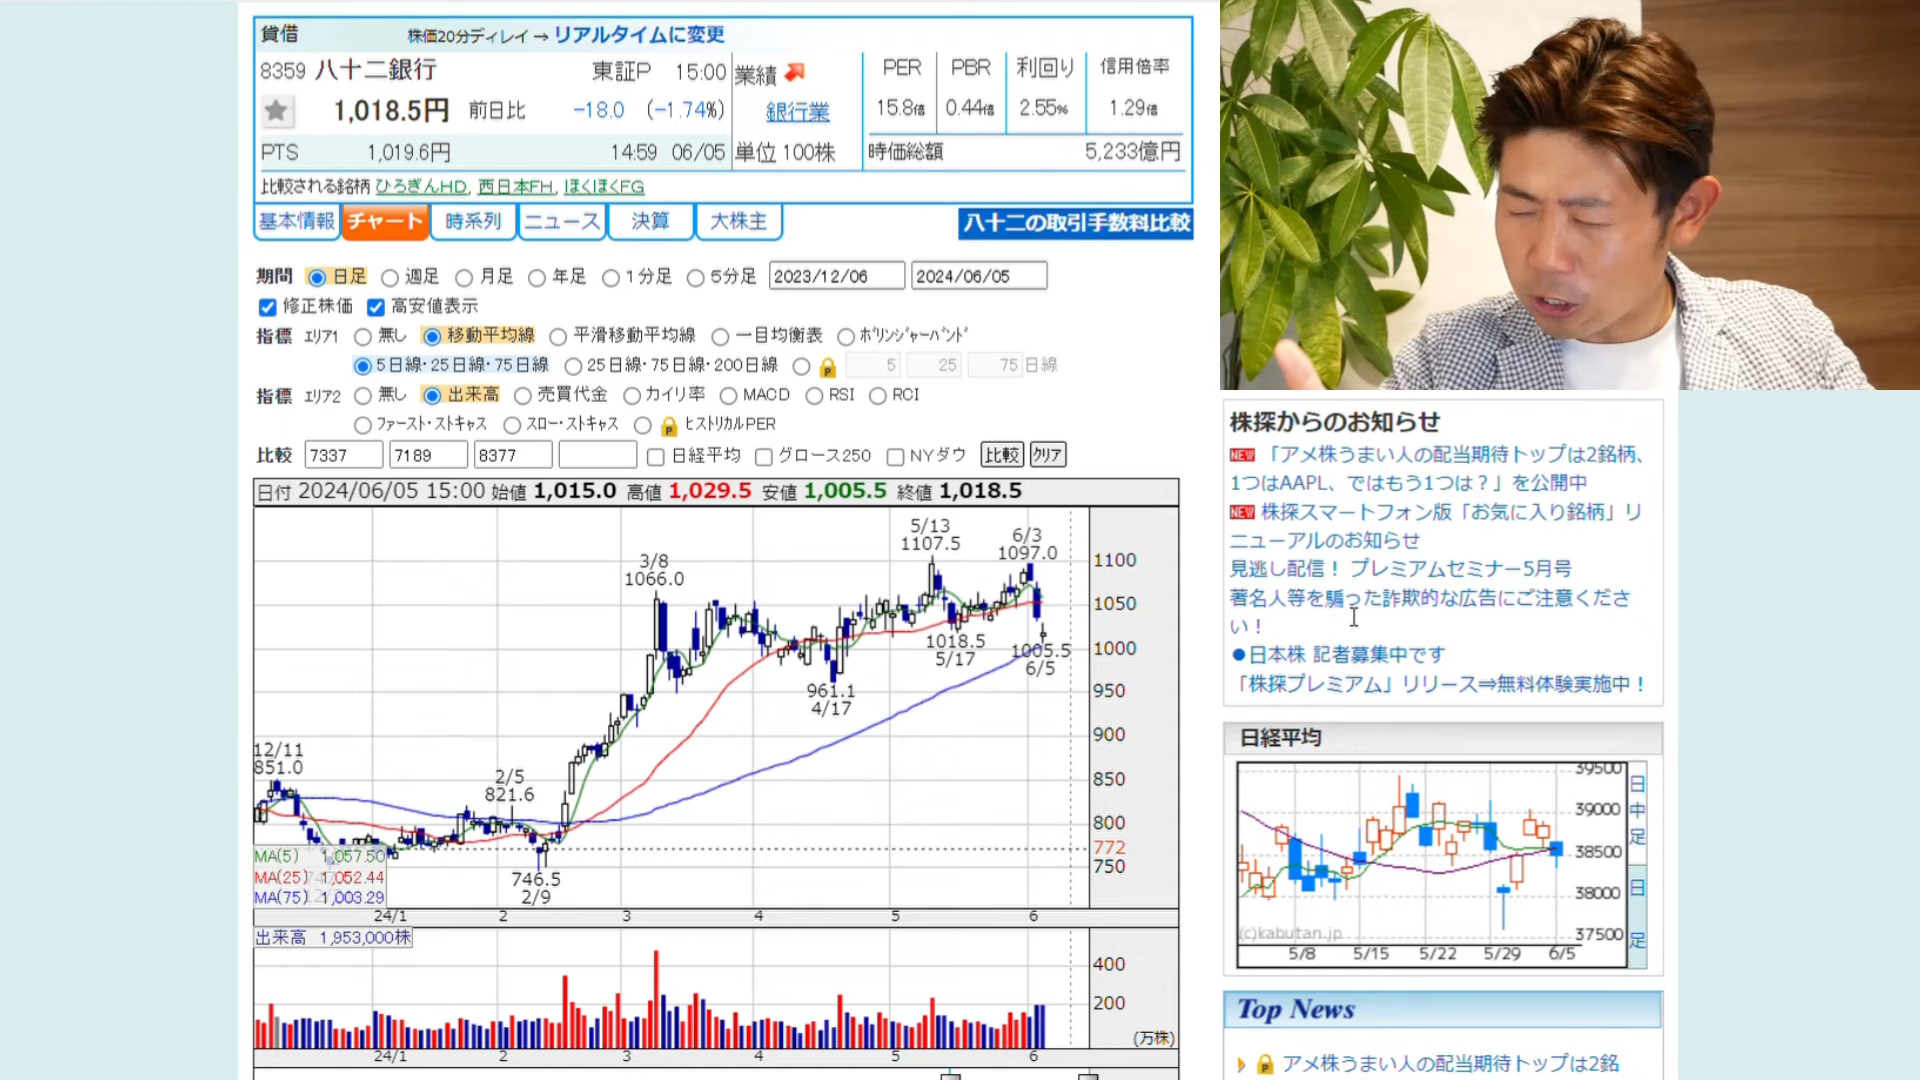 貸借 株価20分ディレイ → リアルタイムに変更
8359 八十二銀行 東証P 15:00 業績
1,018.5円 前日比 -18.0 (-1.74%) 銀行業
PTS 1,019.6円 14:59 06/05 単位 100株
PER PBR 利回り 信用倍率
15.8倍 0.44倍 2.55% 1.29倍
時価総額 5,233億円
比較される銘柄 ひろぎんHD, 西日本FH, ほくほくFG
基本情報 チャート 時系列 ニュース 決算 大株主 八十二の取引手数料比較
期間 日足 週足 月足 年足 1分足 5分足 2023/12/06 2024/06/05
修正株価 高安値表示
指標 エリア1 無し 移動平均線 平滑移動平均線 一目均衡表 ボリンジャーバンド
5日線・25日線・75日線 25日線・75日線・200日線 5 25 75 日線
指標 エリア2 無し 出来高 売買代金 カイリ率 MACD RSI RCI
ファースト・ストキャス スロー・ストキャス ヒストリカルPER
比較 7337 7189 8377 日経平均 グロース250 NYダウ 比較 クリア
日付 2024/06/05 15:00 始値 1,015.0 高値 1,029.5 安値 1,005.5 終値 1,018.5
5/13
1107.5
6/3
1097.0
3/8
1066.0
1018.5
5/17
1005.5
6/5
961.1
4/17
12/11
851.0
2/5
821.6
746.5
2/9
1100
1050
1000
950
900
850
800
772
750
MA(5) 1,057.50
MA(25) 1,052.44
MA(75) 1,003.29
24/1 2 3 4 5 6
出来高 1,953,000株
400
200
(万株)
24/1 2 3 4 5 6
株探からのお知らせ
NEW 「アメ株うまい人の配当期待トップは2銘柄、
1つはAAPL、ではもう1つは？」を公開中
NEW 株探スマートフォン版「お気に入り銘柄」リ
ニューアルのお知らせ
見逃し配信！ プレミアムセミナー5月号
著名人等を騙った詐欺的な広告にご注意くださ
い！
●日本株 記者募集中です
「株探プレミアム」リリース⇒無料体験実施中！
日経平均
39500
39000
38500
38000
37500
(c)kabutan.jp
5/8 5/15 5/22 5/29 6/5
日
中
足
日
足
Top News
アメ株うまい人の配当期待トップは2銘